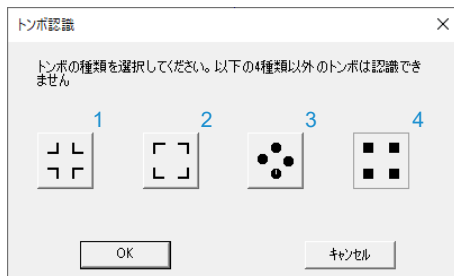 トンボ認識
トンボの種類を選択してください。以下の4種類以外のトンボは認識でき
ません
1 2 3 4
OK キャンセル